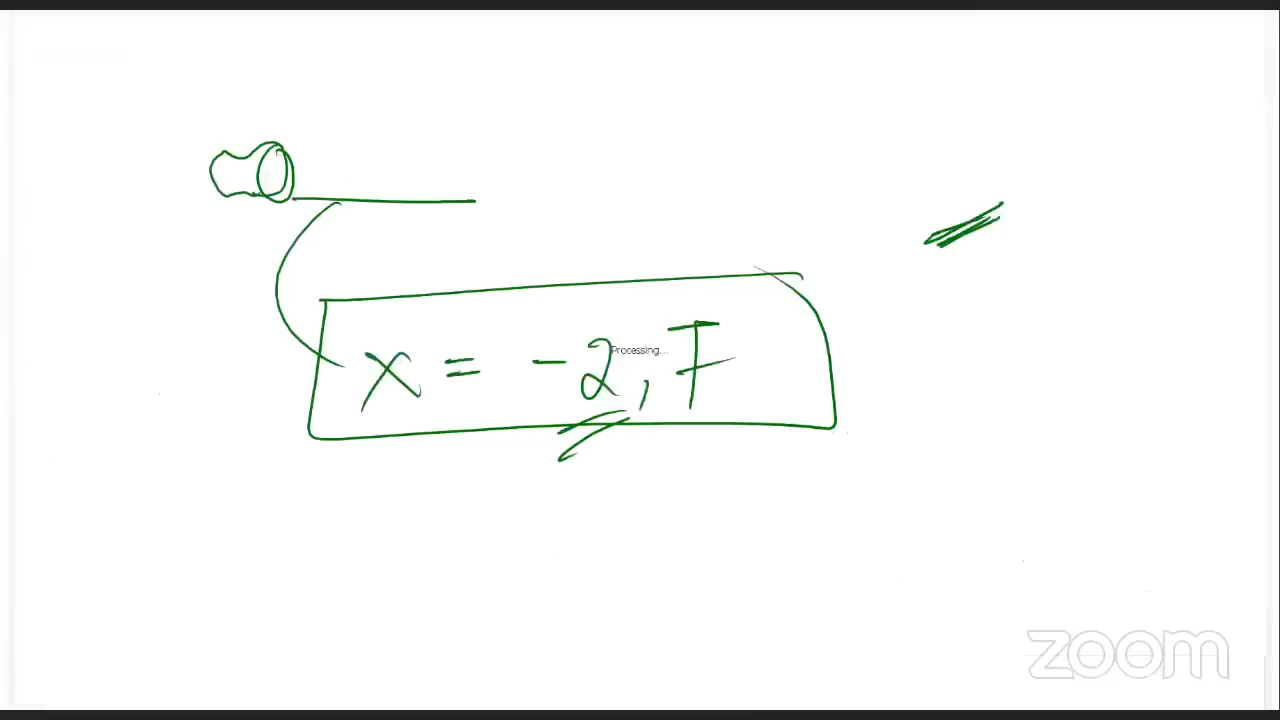 x = -2, 7
Processing...
zoom